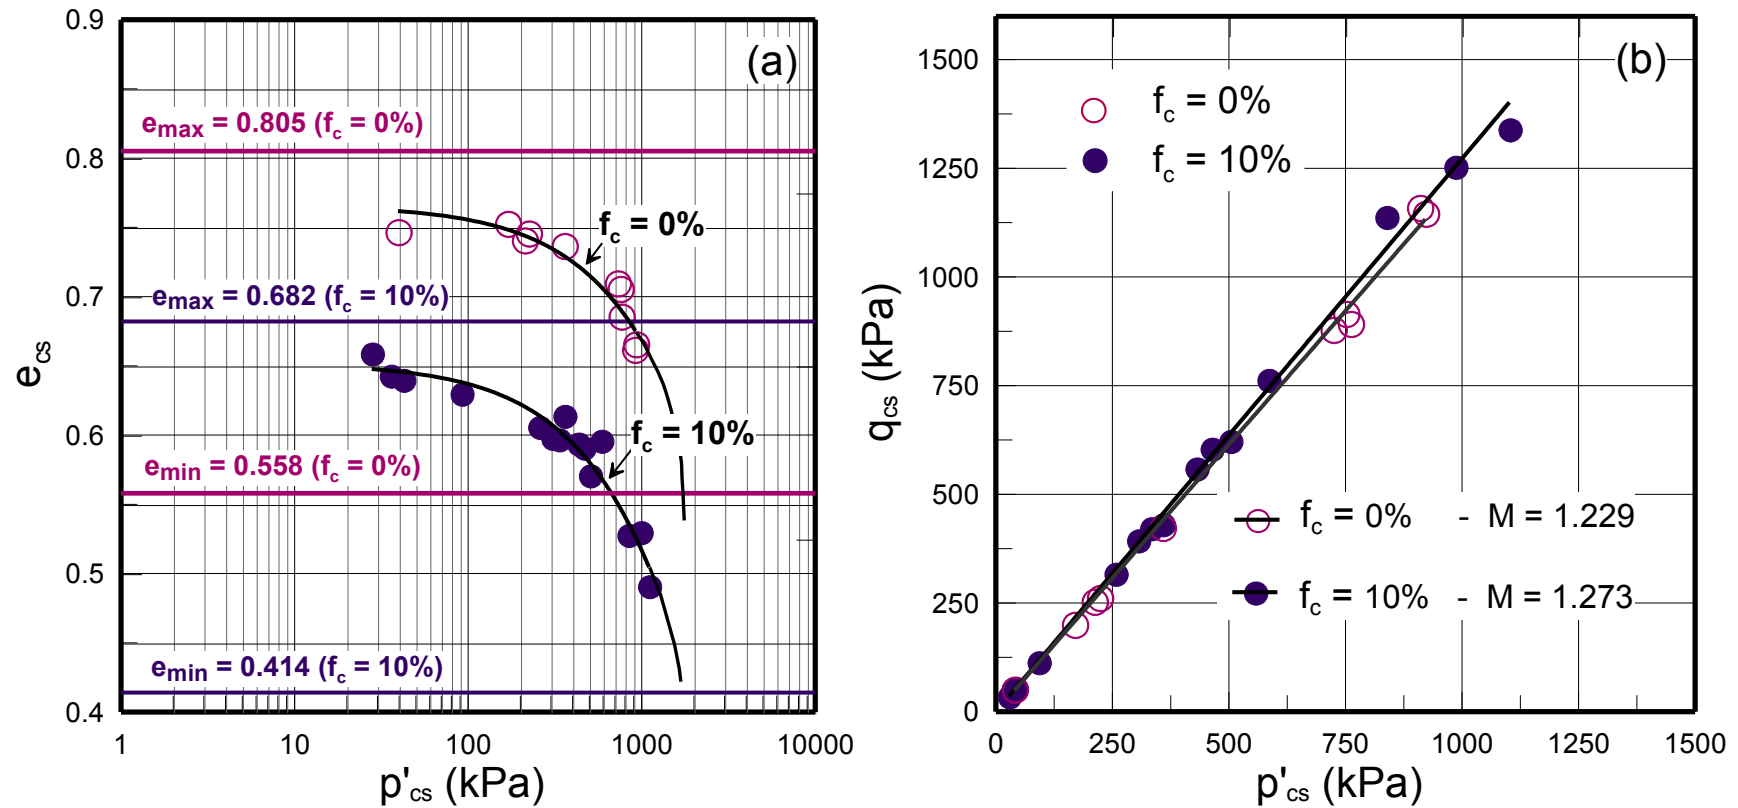 (a)
0.9
0.8
0.7
0.6
0.5
0.4
e_cs
e_max = 0.805 (f_c = 0%)
f_c = 0%
e_max = 0.682 (f_c = 10%)
f_c = 10%
e_min = 0.558 (f_c = 0%)
e_min = 0.414 (f_c = 10%)
1 10 100 1000 10000
p'_cs (kPa)
(b)
1500
1250
1000
750
500
250
0
q_cs (kPa)
f_c = 0%
f_c = 10%
f_c = 0% - M = 1.229
f_c = 10% - M = 1.273
0 250 500 750 1000 1250 1500
p'_cs (kPa)